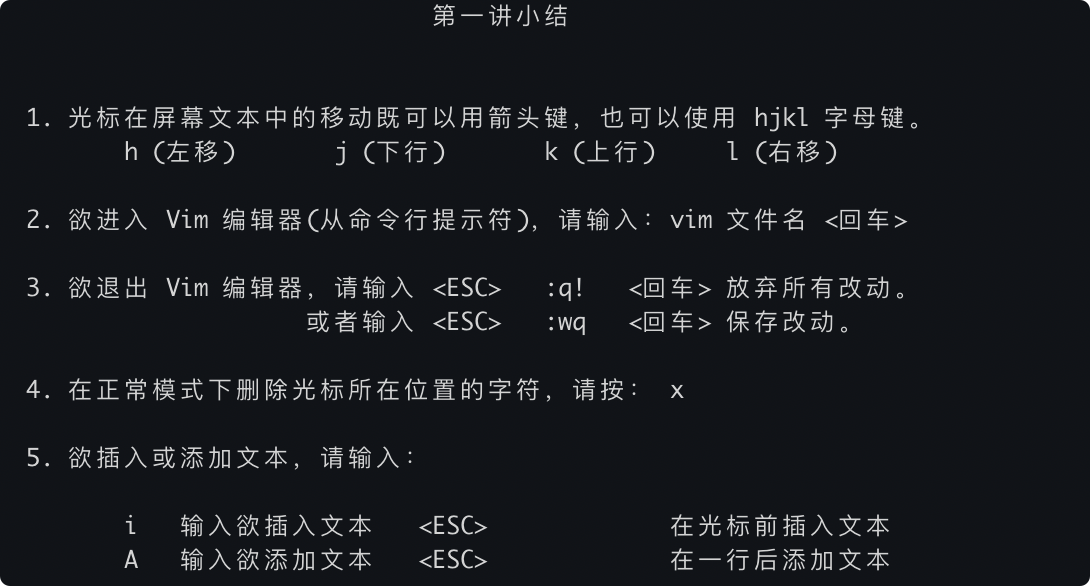 第一讲小结
1. 光标在屏幕文本中的移动既可以用箭头键，也可以使用 hjkl 字母键。
h (左移) j (下行) k (上行) l (右移)
2. 欲进入 Vim 编辑器(从命令行提示符)，请输入：vim 文件名 <回车>
3. 欲退出 Vim 编辑器，请输入 <ESC> :q! <回车> 放弃所有改动。
或者输入 <ESC> :wq <回车> 保存改动。
4. 在正常模式下删除光标所在位置的字符，请按： x
5. 欲插入或添加文本，请输入：
i 输入欲插入文本 <ESC> 在光标前插入文本
A 输入欲添加文本 <ESC> 在一行后添加文本